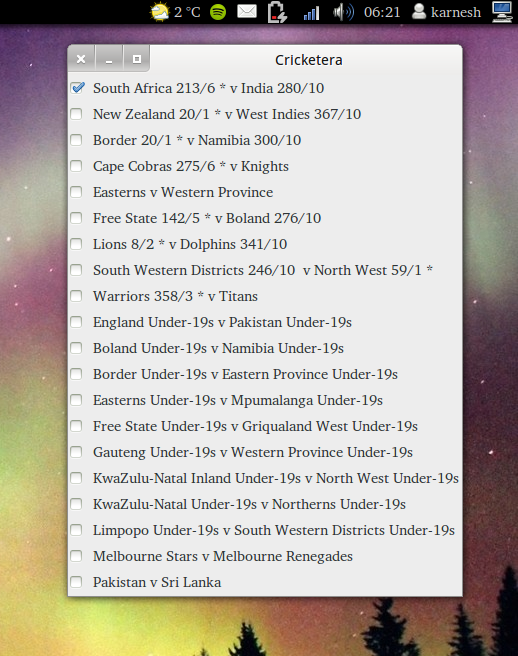 2 °C 06:21 karnesh
Cricketera
South Africa 213/6 * v India 280/10
New Zealand 20/1 * v West Indies 367/10
Border 20/1 * v Namibia 300/10
Cape Cobras 275/6 * v Knights
Easterns v Western Province
Free State 142/5 * v Boland 276/10
Lions 8/2 * v Dolphins 341/10
South Western Districts 246/10  v North West 59/1 *
Warriors 358/3 * v Titans
England Under-19s v Pakistan Under-19s
Boland Under-19s v Namibia Under-19s
Border Under-19s v Eastern Province Under-19s
Easterns Under-19s v Mpumalanga Under-19s
Free State Under-19s v Griqualand West Under-19s
Gauteng Under-19s v Western Province Under-19s
KwaZulu-Natal Inland Under-19s v North West Under-19s
KwaZulu-Natal Under-19s v Northerns Under-19s
Limpopo Under-19s v South Western Districts Under-19s
Melbourne Stars v Melbourne Renegades
Pakistan v Sri Lanka